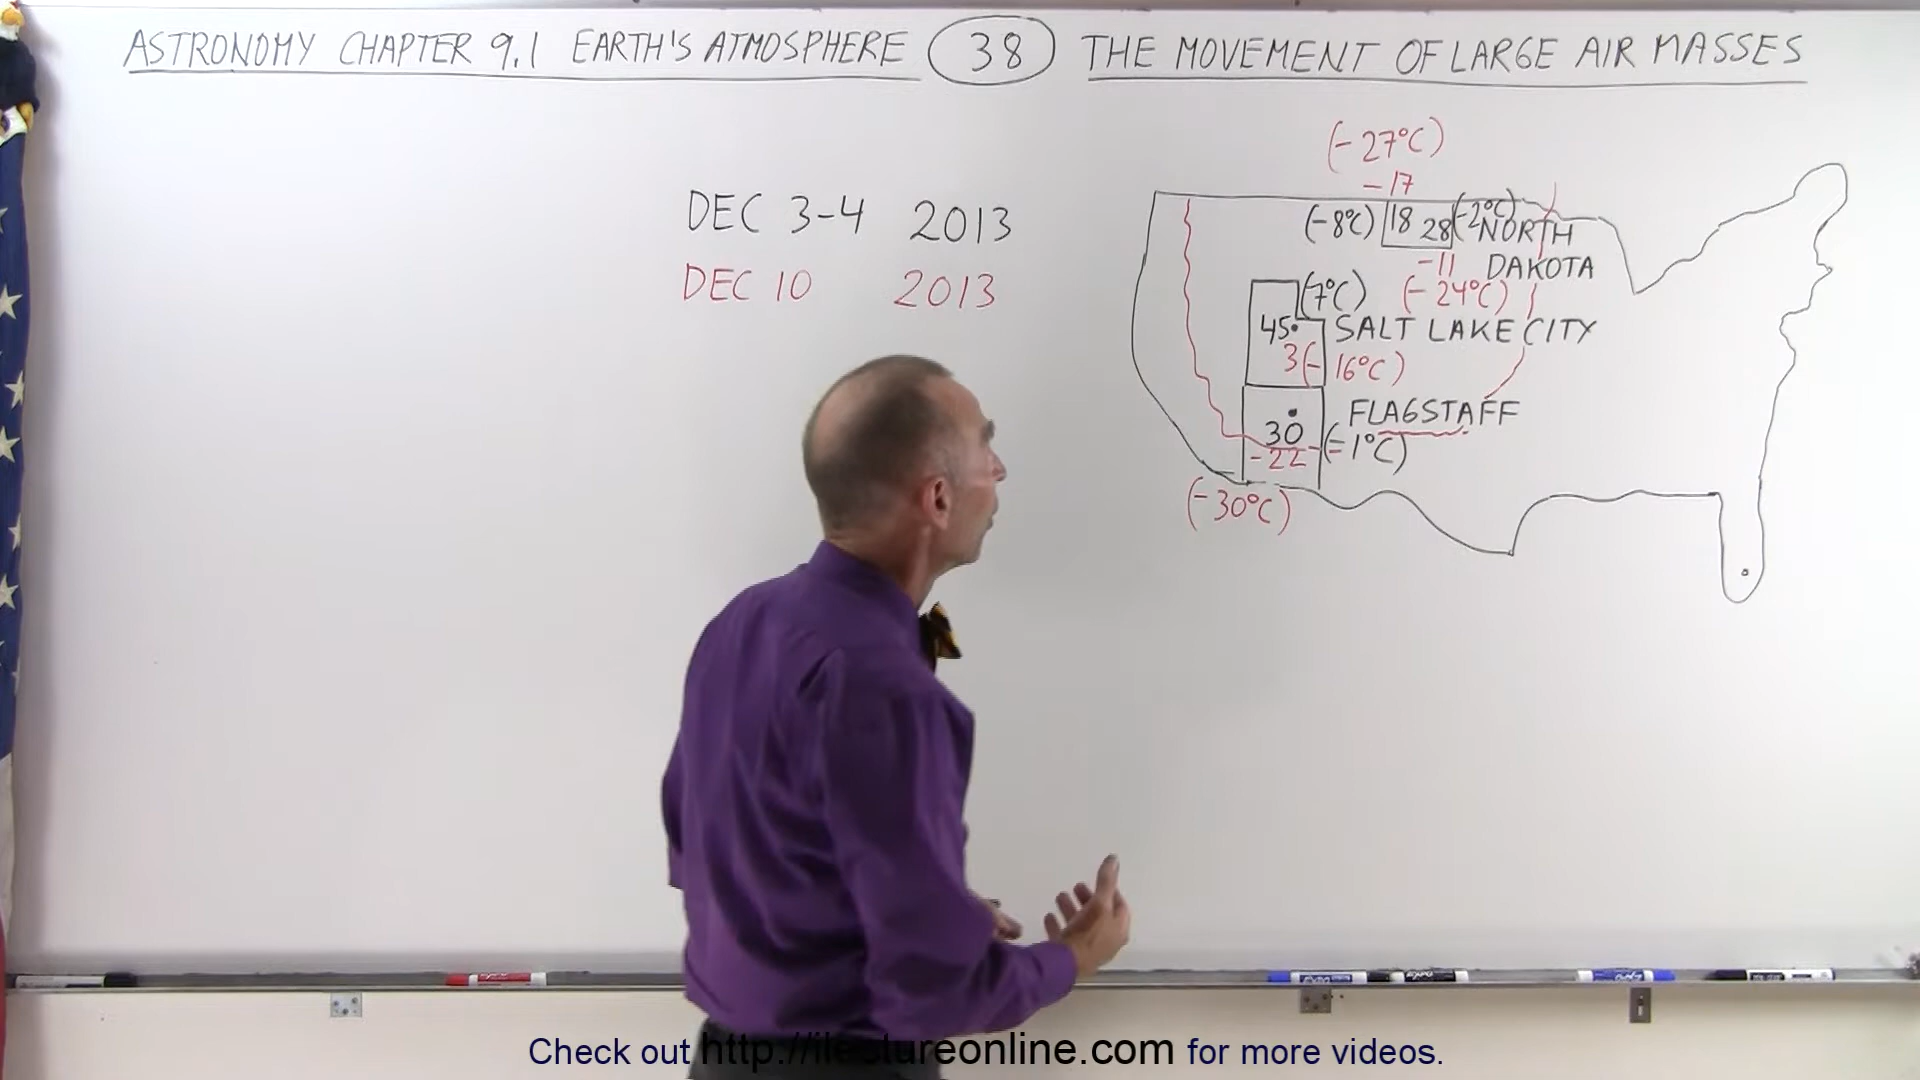 ASTRONOMY CHAPTER 9.1 EARTH'S ATMOSPHERE 38 THE MOVEMENT OF LARGE AIR MASSES
(-27°C)
-17
DEC 3-4 2013
(-8°C) 18 28 (-2°C)
NORTH
-11 DAKOTA
DEC 10 2013
(7°C) (-24°C)
45 SALT LAKE CITY
3 (-16°C)
FLAGSTAFF
30 (-1°C)
-22
(-30°C)
Check out http://ilectureonline.com for more videos.